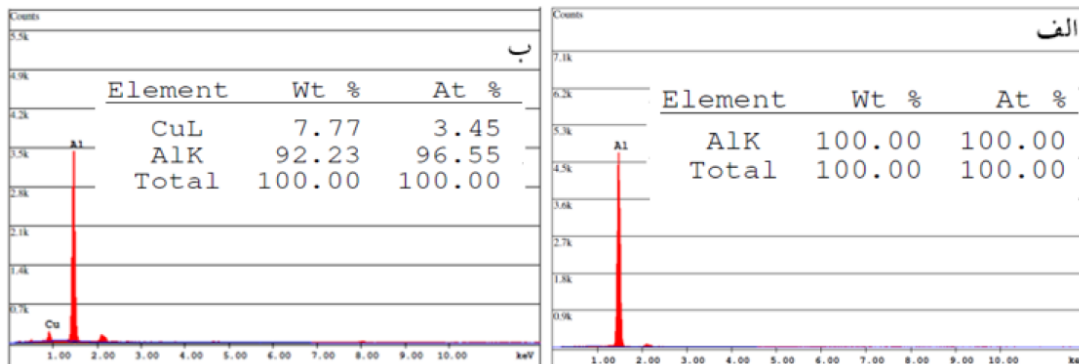 Counts
ب
5.5k
4.9k
4.2k
3.5k
2.8k
2.1k
1.4k
0.7k
Element Wt % At %
CuL 7.77 3.45
AlK 92.23 96.55
Total 100.00 100.00
Al
Cu
1.00 2.00 3.00 4.00 5.00 6.00 7.00 8.00 9.00 10.00 keV
Counts
الف
7.1k
6.2k
5.3k
4.5k
3.6k
2.7k
1.8k
0.9k
Element Wt % At %
AlK 100.00 100.00
Total 100.00 100.00
Al
1.00 2.00 3.00 4.00 5.00 6.00 7.00 8.00 9.00 10.00